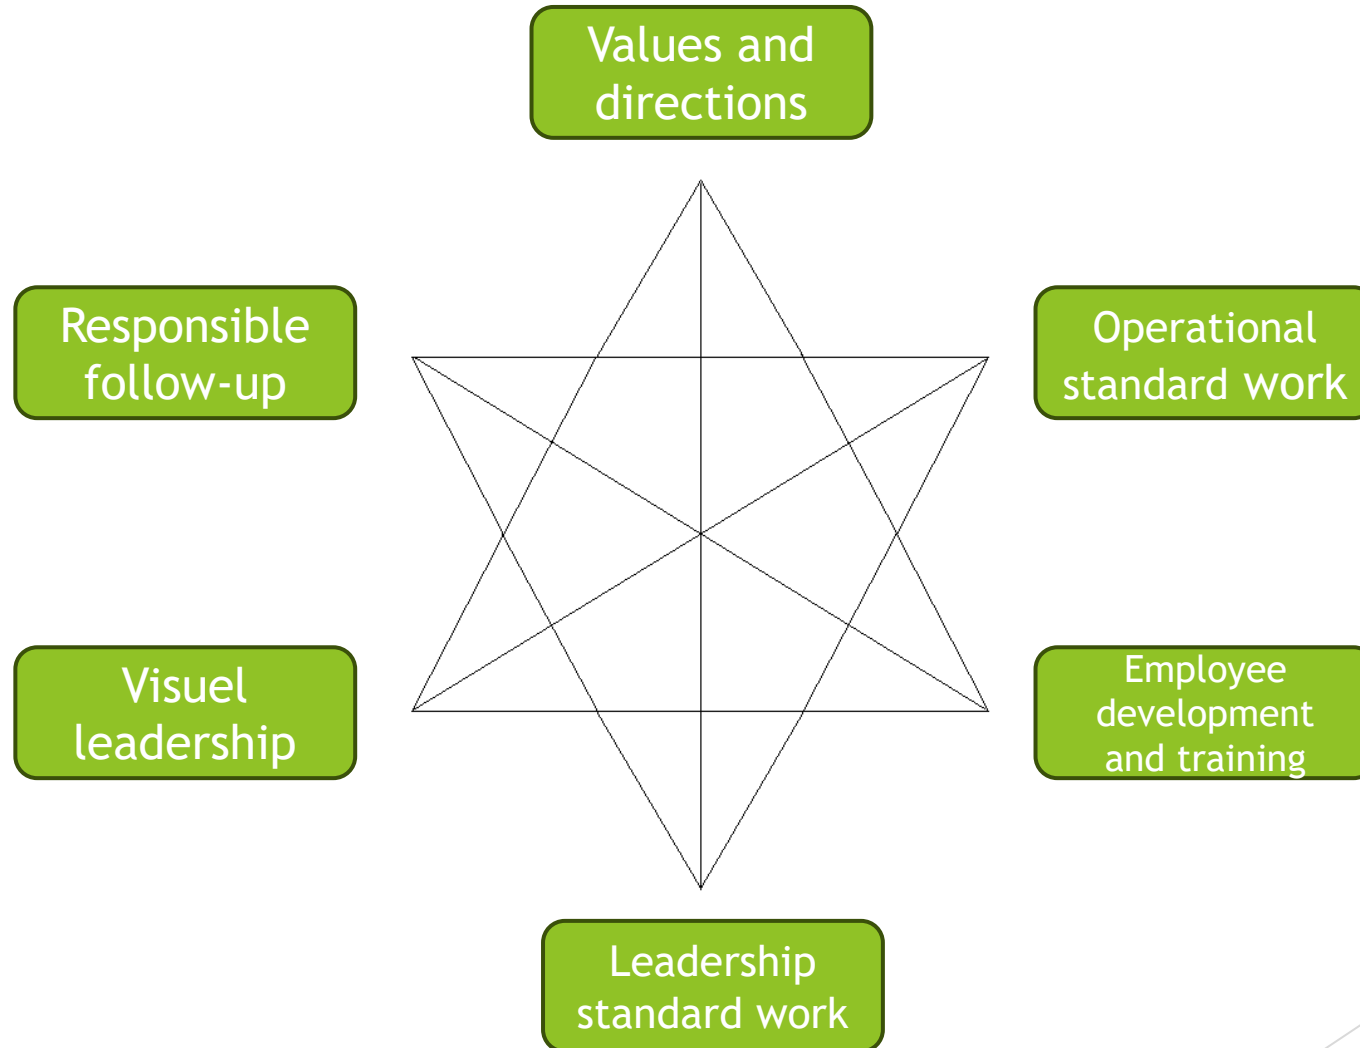 Values and
directions
Responsible
follow-up
Operational
standard work
Visuel
leadership
Employee
development
and training
Leadership
standard work